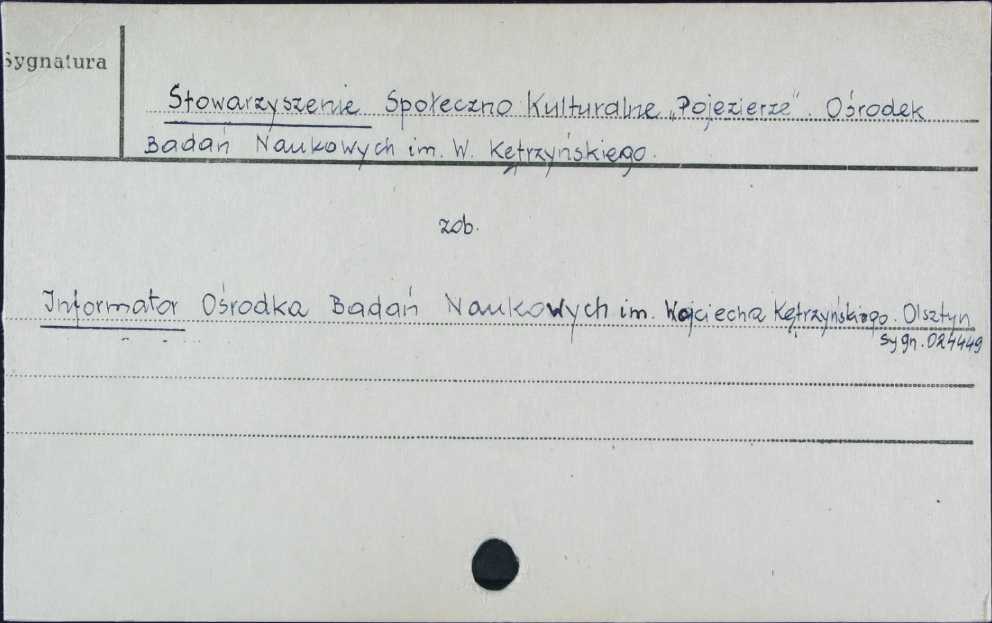 Sygnatura
Stowarzyszenie Społeczno Kulturalne „Pojezierze". Ośrodek
Badań Naukowych im. W. Kętrzyńskiego.
zob.
Informator Ośrodka Badań Naukowych im. Wojciecha Kętrzyńskiego. Olsztyn
Sygn. 024449